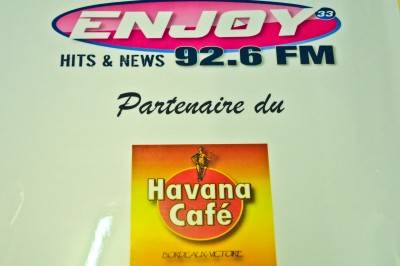 ENJOY 33
HITS & NEWS 92.6 FM
Partenaire du
Havana
Café
BORDEAUX-VICTOIRE